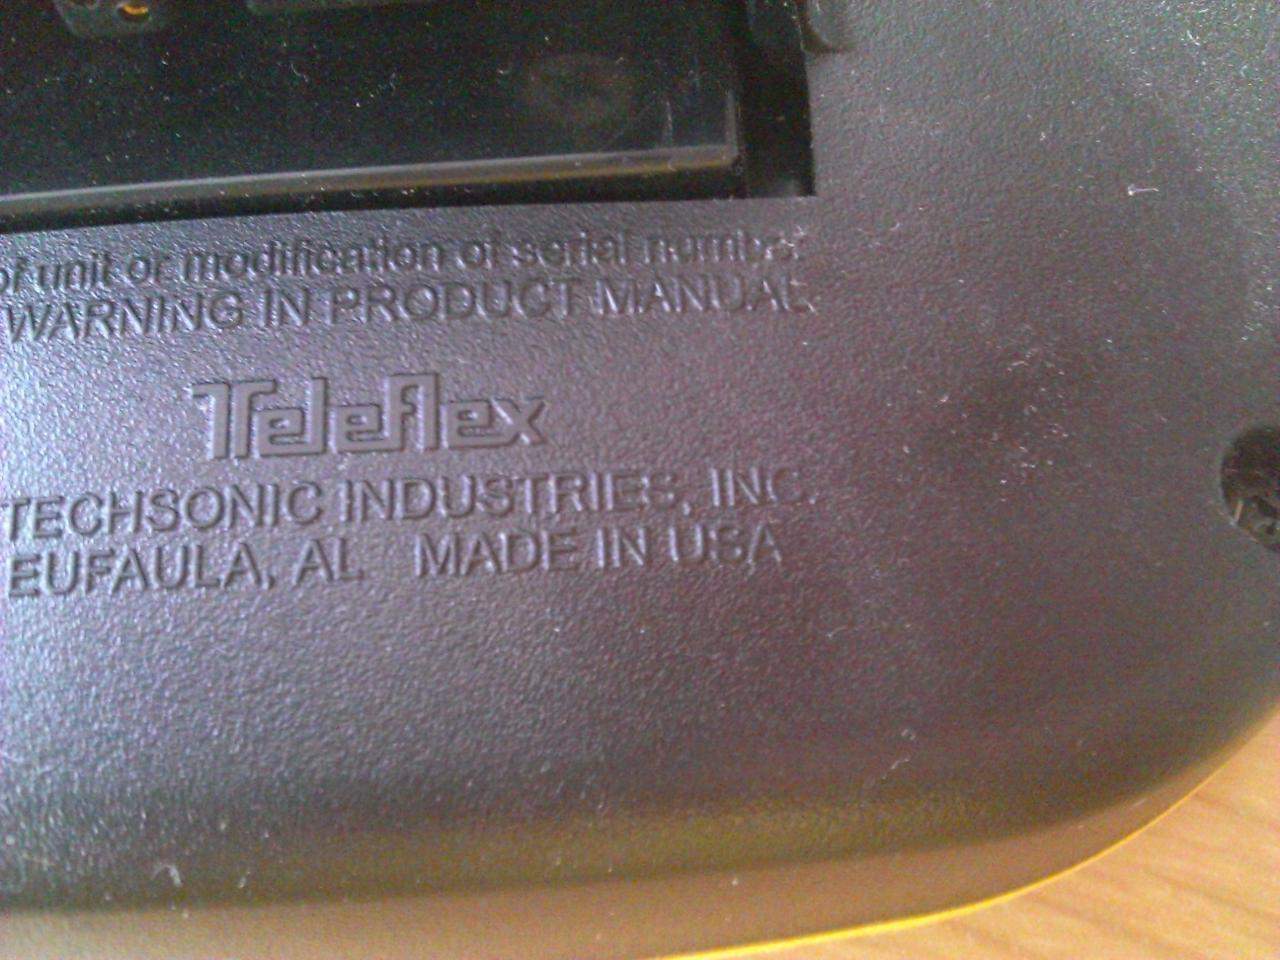 of unit or modification of serial number
WARNING IN PRODUCT MANUAL
Teleflex
TECHSONIC INDUSTRIES, INC.
EUFAULA, AL MADE IN USA